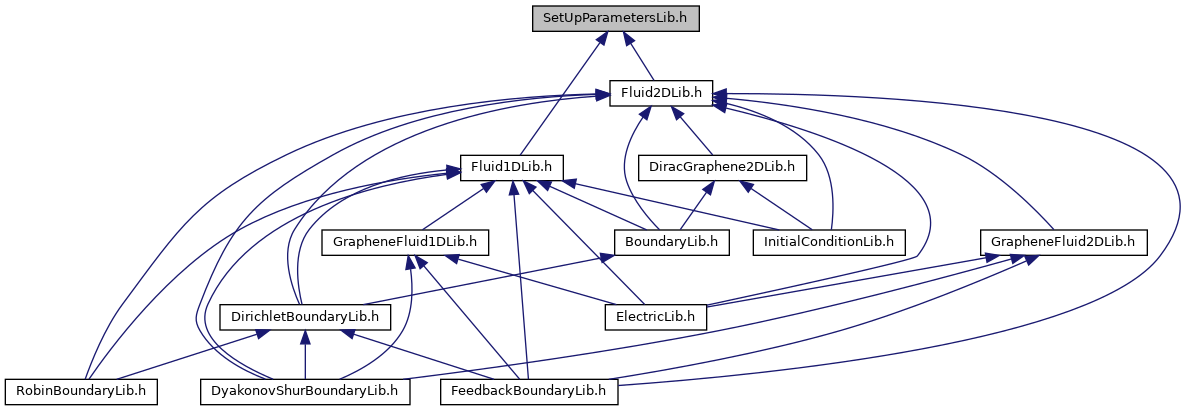 SetUpParametersLib.h
Fluid2DLib.h
Fluid1DLib.h
DiracGraphene2DLib.h
GrapheneFluid1DLib.h
BoundaryLib.h
InitialConditionLib.h
GrapheneFluid2DLib.h
DirichletBoundaryLib.h
ElectricLib.h
RobinBoundaryLib.h
DyakonovShurBoundaryLib.h
FeedbackBoundaryLib.h